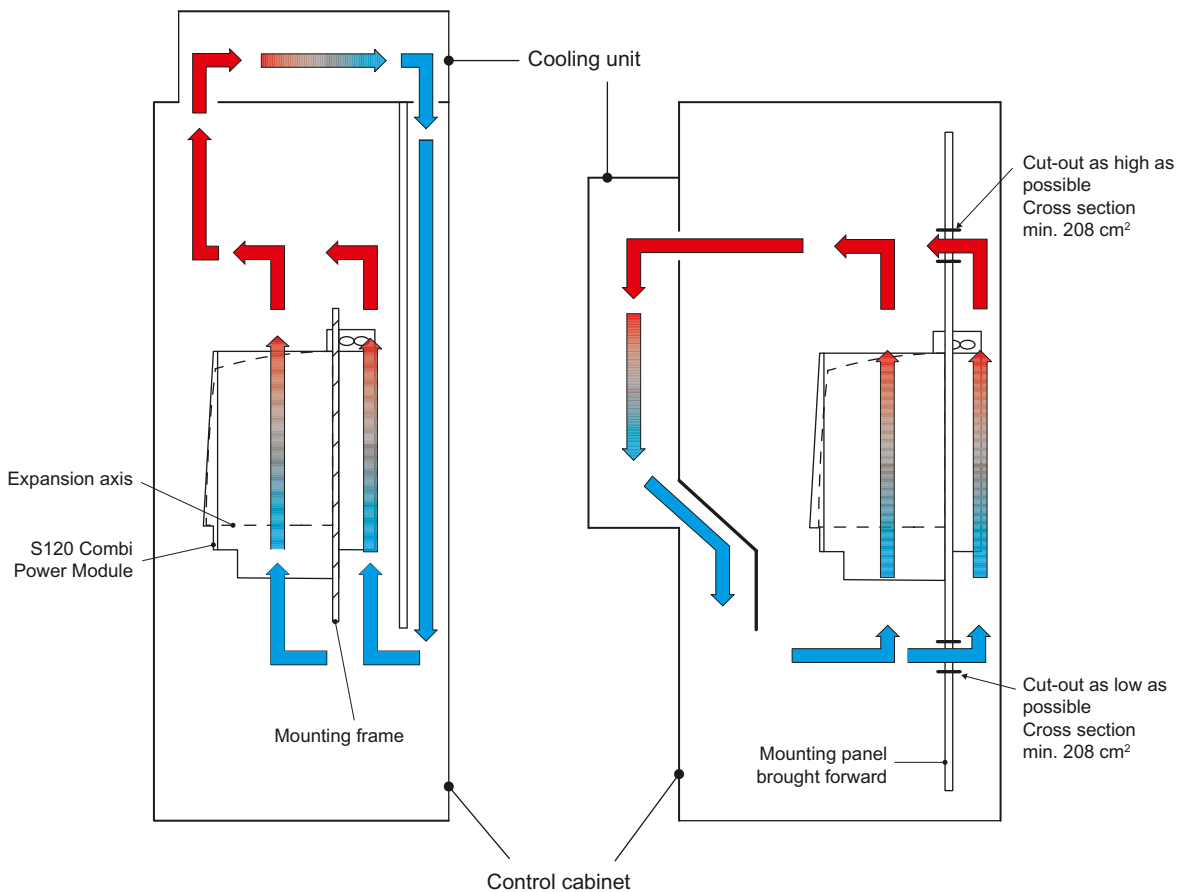 Cooling unit
Cut-out as high as
possible
Cross section
min. 208 cm²
Expansion axis
S120 Combi
Power Module
Mounting frame
Cut-out as low as
possible
Cross section
min. 208 cm²
Mounting panel
brought forward
Control cabinet